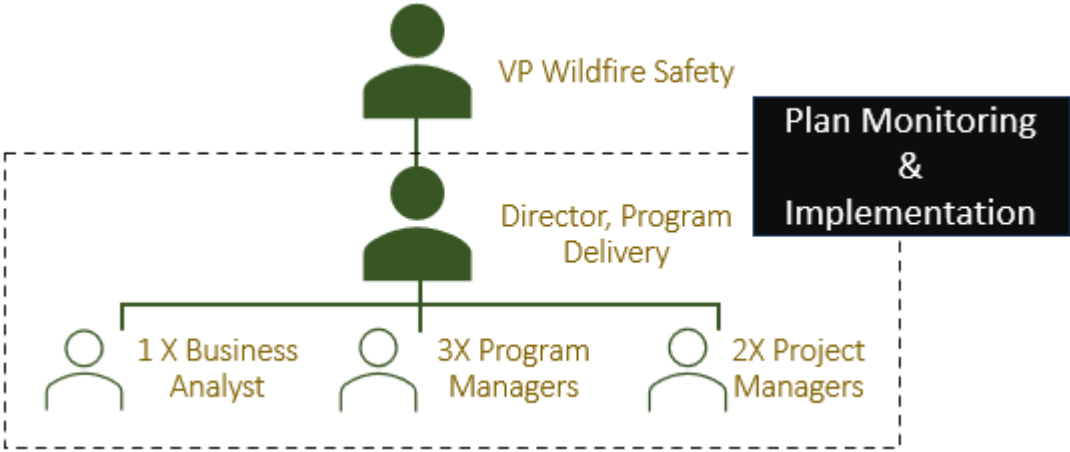 VP Wildfire Safety
Plan Monitoring
&
Implementation
Director, Program
Delivery
1 X Business
Analyst
3X Program
Managers
2X Project
Managers